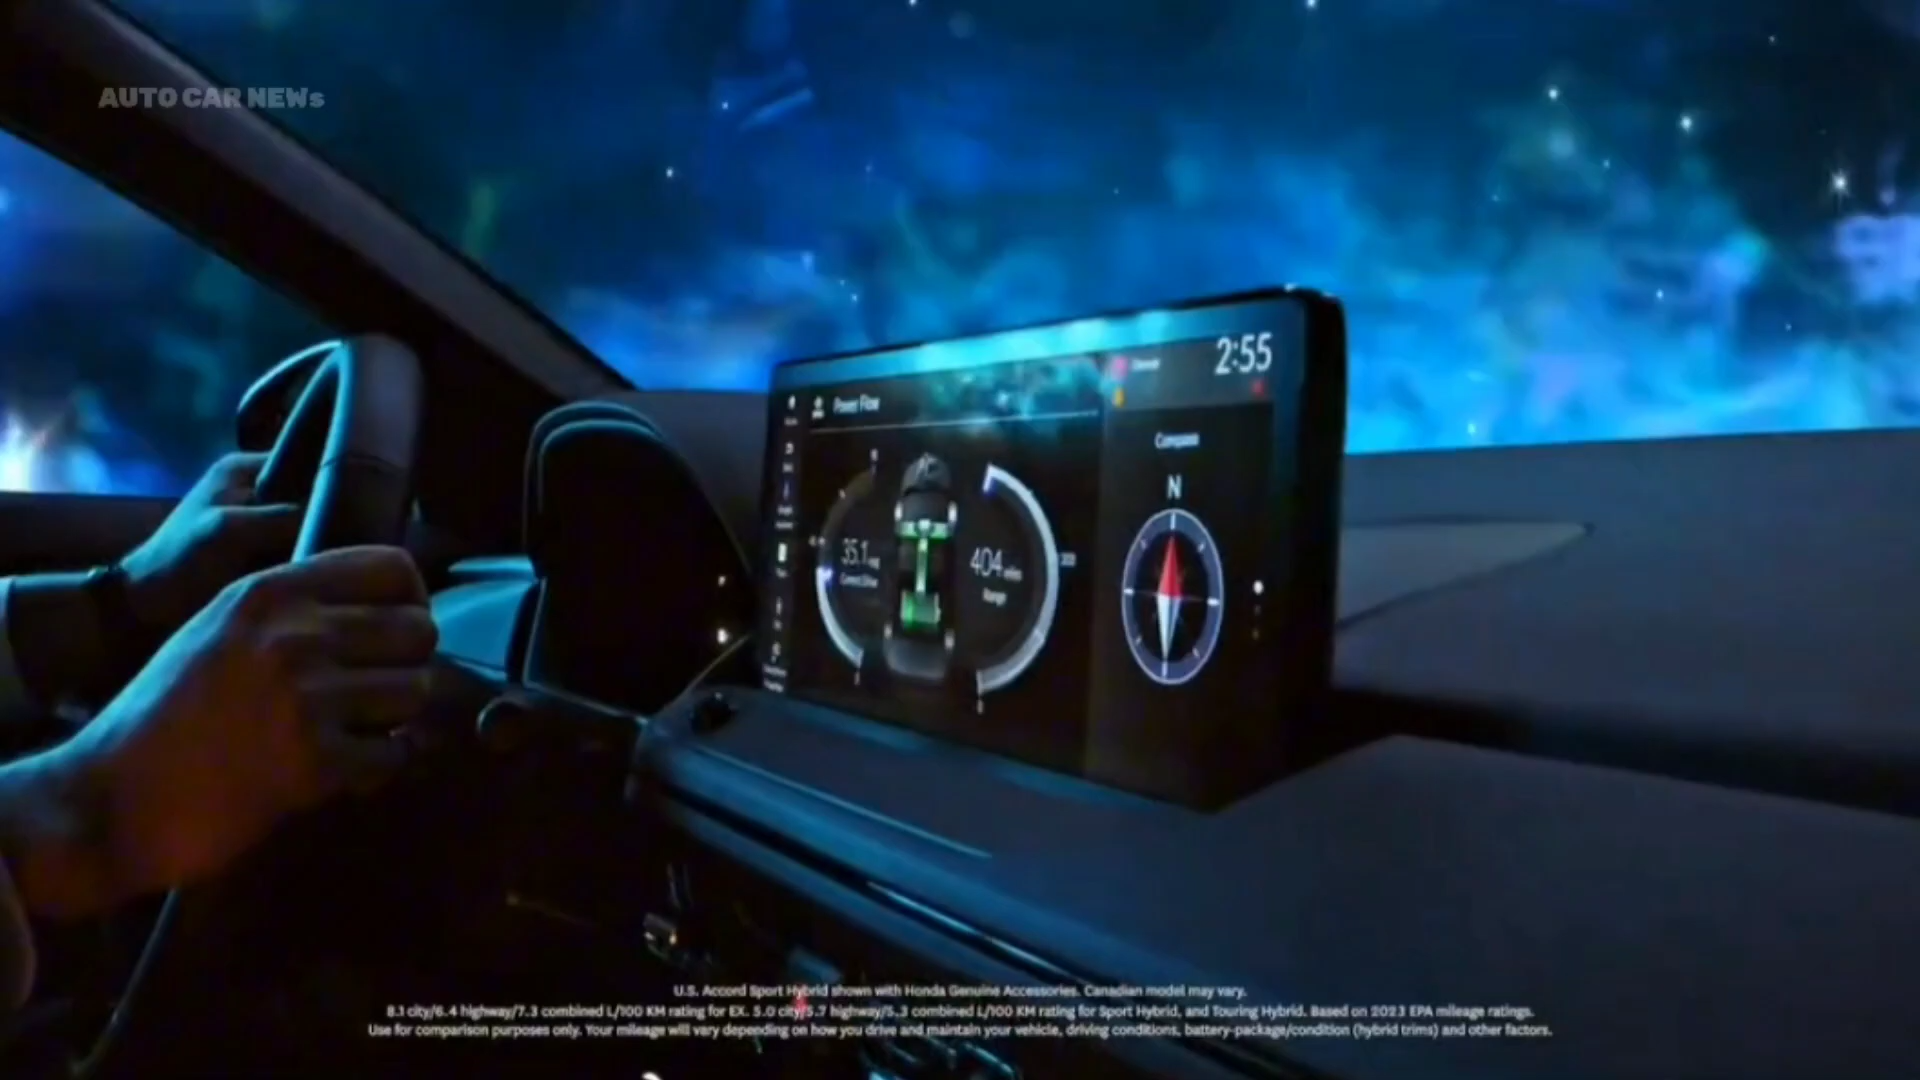 AUTO CAR NEWs
2:55
Power Flow
Compass
N
35.1
404 miles
Range
U.S. Accord Sport Hybrid shown with Honda Genuine Accessories. Canadian model may vary.
8.1 city/6.4 highway/7.3 combined L/100 KM rating for EX. 5.0 city/5.7 highway/5.3 combined L/100 KM rating for Sport Hybrid, and Touring Hybrid. Based on 2023 EPA mileage ratings.
Use for comparison purposes only. Your mileage will vary depending on how you drive and maintain your vehicle, driving conditions, battery-package/condition (hybrid trims) and other factors.